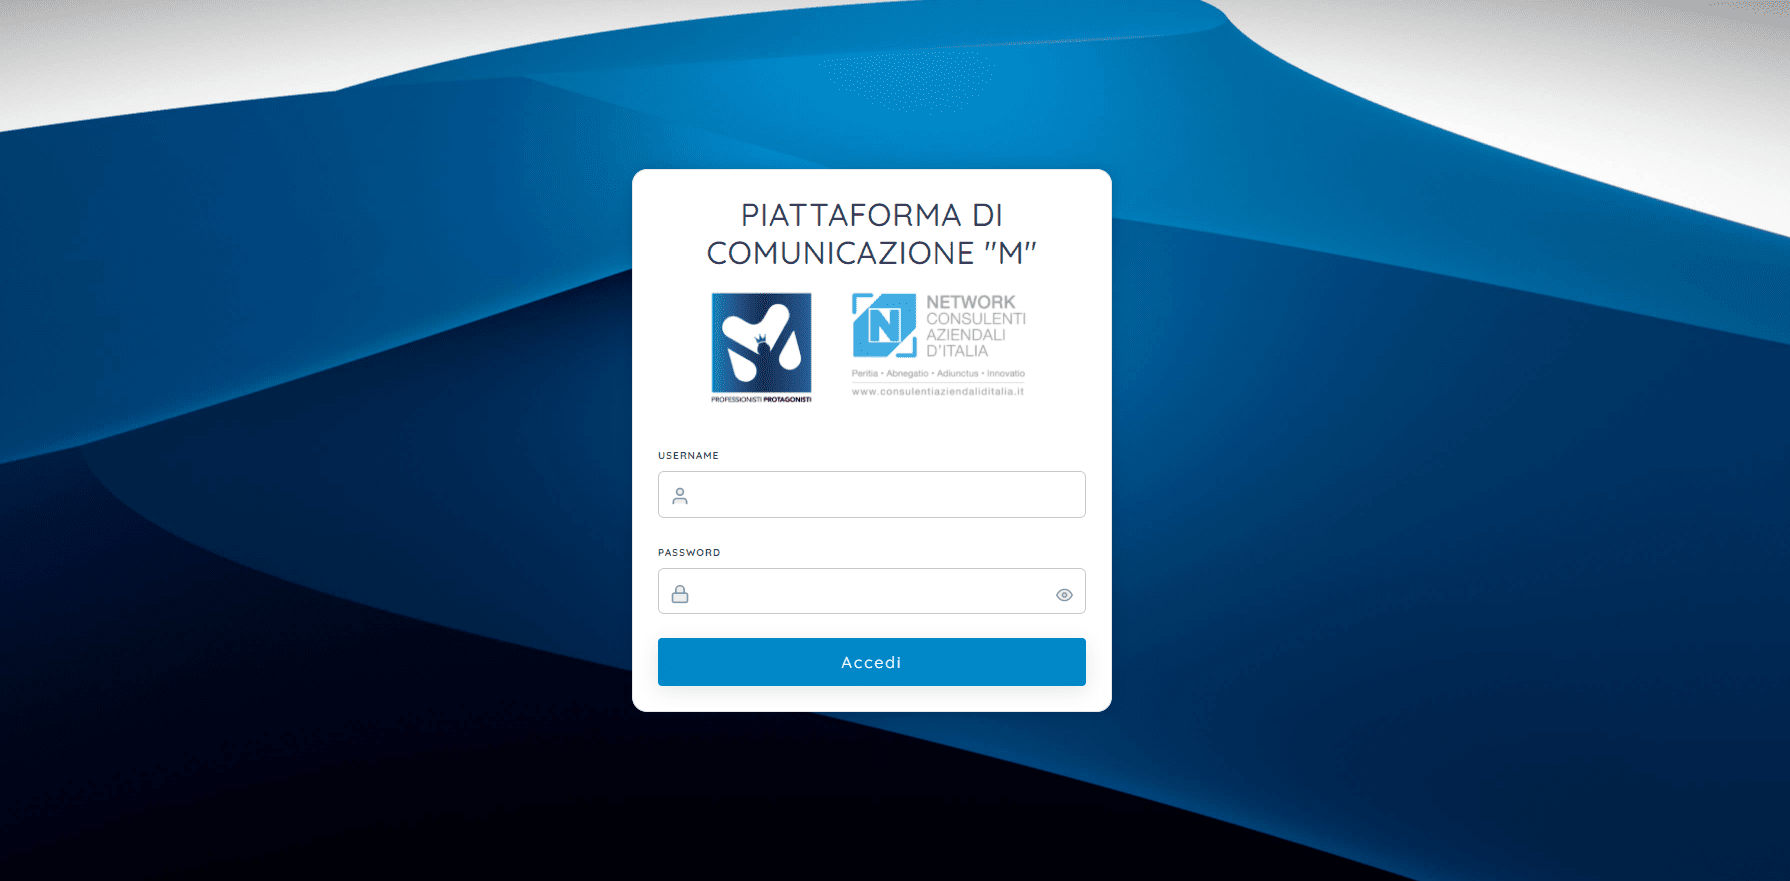 PIATTAFORMA DI
COMUNICAZIONE "M"
PROFESSIONISTI PROTAGONISTI
N
NETWORK
CONSULENTI
AZIENDALI
D'ITALIA
Peritia • Abnegatio • Adiunctus • Innovatio
www.consulentiaziendaliditalia.it
USERNAME
PASSWORD
Accedi